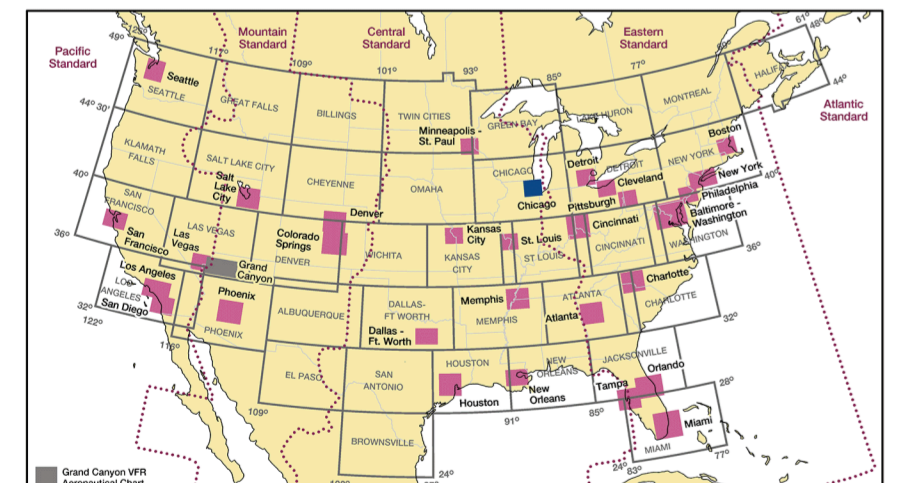 61°
48°
125°
49°
Mountain
Standard
Central
Standard
Eastern
Standard
Pacific
Standard
117°
109°
101°
93°
85°
77°
69°
HALIFAX
44°
Seattle
SEATTLE
GREAT FALLS
BILLINGS
TWIN CITIES
LAKE HURON
MONTREAL
Atlantic
Standard
44° 30'
Minneapolis -
St. Paul
GREEN BAY
Boston
KLAMATH
FALLS
SALT LAKE CITY
CHEYENNE
OMAHA
CHICAGO
Detroit
DETROIT
NEW YORK
New York
40°
40°
Salt
Lake
City
Chicago
Cleveland
Pittsburgh
Philadelphia
Baltimore -
Washington
SAN
FRANCISCO
San
Francisco
LAS VEGAS
Las
Vegas
Denver
Colorado
Springs
DENVER
WICHITA
Kansas
City
KANSAS
CITY
St. Louis
ST LOUIS
Cincinnati
CINCINNATI
WASHINGTON
36°
36°
Grand
Canyon
Los Angeles
LOS
ANGELES
San Diego
Phoenix
PHOENIX
ALBUQUERQUE
DALLAS-
FT WORTH
Dallas -
Ft. Worth
Memphis
MEMPHIS
ATLANTA
Atlanta
Charlotte
CHARLOTTE
32°
122°
32°
116°
EL PASO
SAN
ANTONIO
HOUSTON
Houston
NEW
ORLEANS
New
Orleans
JACKSONVILLE
Orlando
Tampa
28°
109°
91°
85°
BROWNSVILLE
Miami
MIAMI
77°
24°
24°
83°
Grand Canyon VFR
Aeronautical Chart